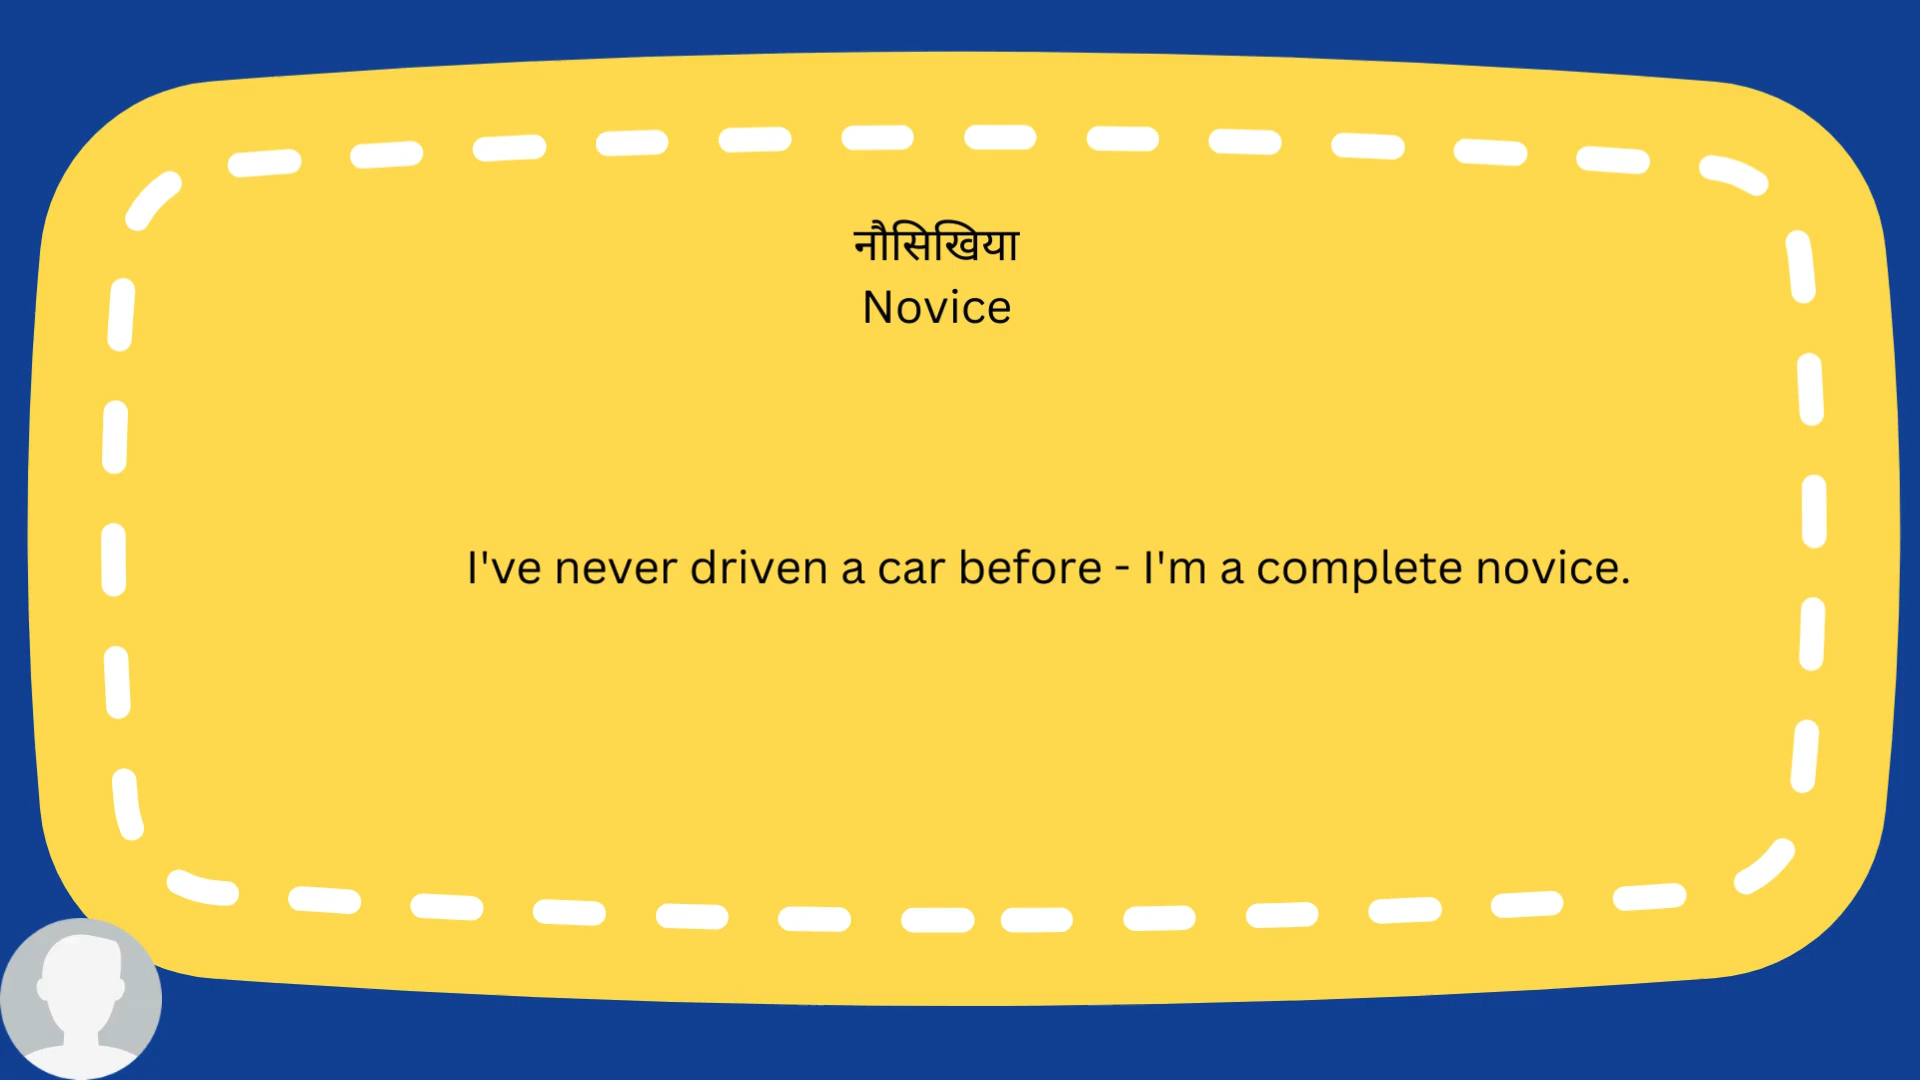 नौसिखिया
Novice
I've never driven a car before - I'm a complete novice.